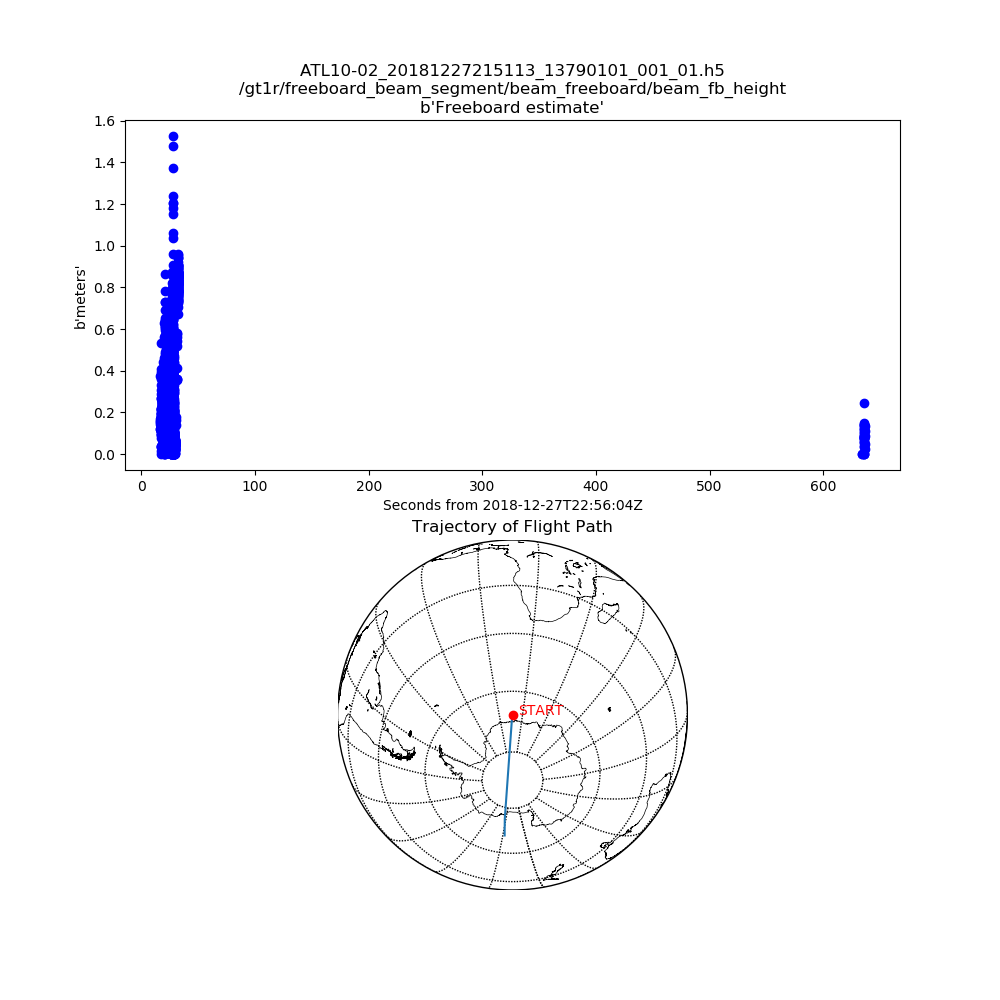 ATL10-02_20181227215113_13790101_001_01.h5
/gt1r/freeboard_beam_segment/beam_freeboard/beam_fb_height
b'Freeboard estimate'
1.6
1.4
1.2
1.0
0.8
0.6
0.4
0.2
0.0
b'meters'
0 100 200 300 400 500 600
Seconds from 2018-12-27T22:56:04Z
Trajectory of Flight Path
START